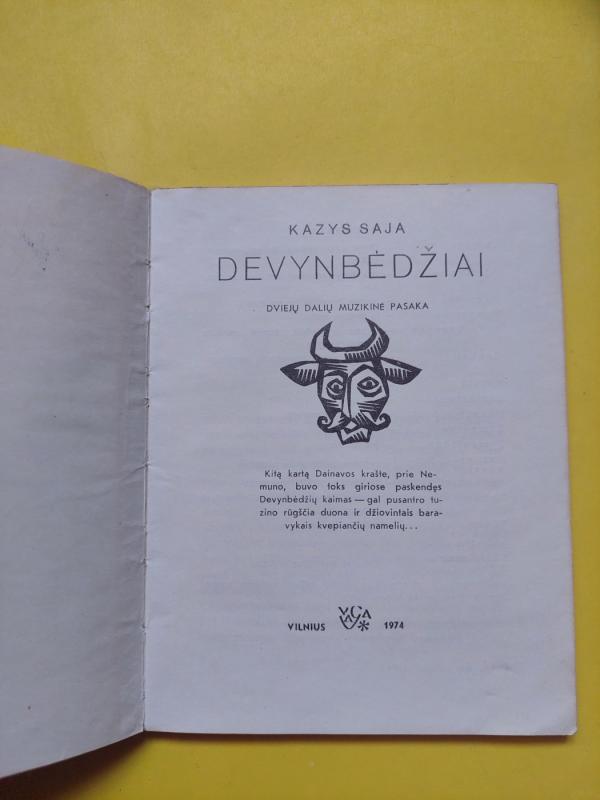 KAZYS SAJA
DEVYNBĖDŽIAI
DVIEJŲ DALIŲ MUZIKINĖ PASAKA
Kitą kartą Dainavos krašte, prie Ne-
muno, buvo toks giriose paskendęs
Devynbėdžių kaimas — gal pusantro tu-
zino rūgščia duona ir džiovintais bara-
vykais kvepiančių namelių...
VILNIUS VAGA 1974